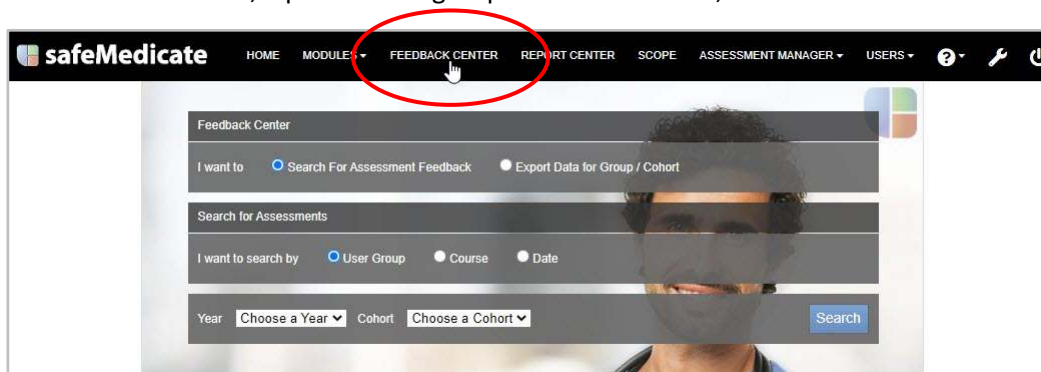 safeMedicate HOME MODULES FEEDBACK CENTER REPORT CENTER SCOPE ASSESSMENT MANAGER USERS ?
Feedback Center
I want to Search For Assessment Feedback Export Data for Group / Cohort
Search for Assessments
I want to search by User Group Course Date
Year Choose a Year Cohort Choose a Cohort Search